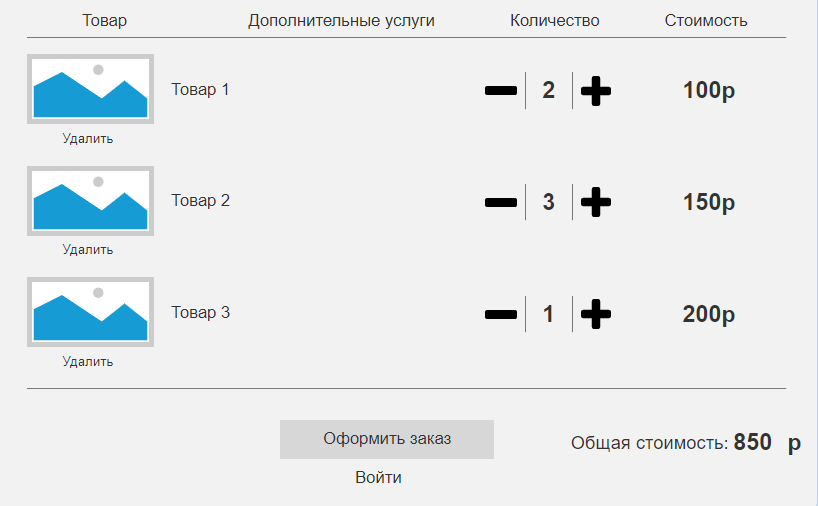 Товар Дополнительные услуги Количество Стоимость
Товар 1 2 100р
Удалить
Товар 2 3 150р
Удалить
Товар 3 1 200р
Удалить
Оформить заказ Общая стоимость: 850 р
Войти